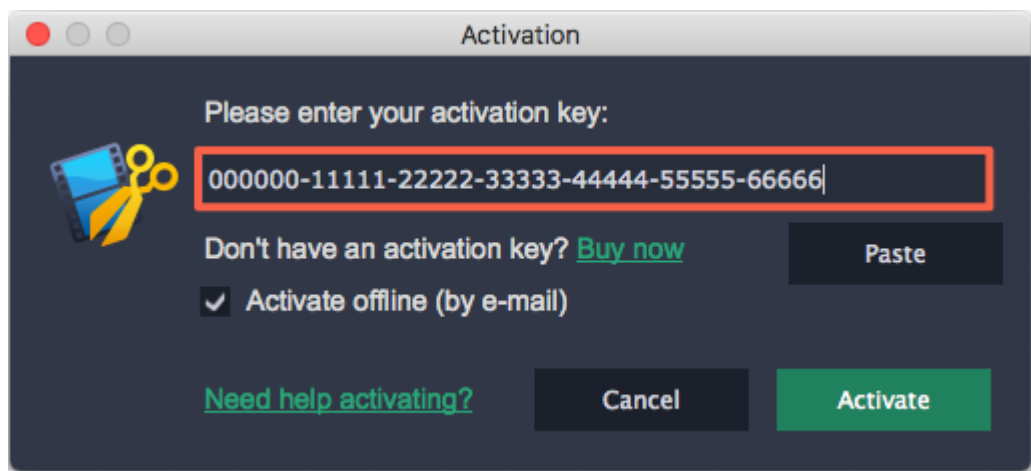 Activation
Please enter your activation key:
000000-11111-22222-33333-44444-55555-66666
Don't have an activation key? Buy now
Paste
Activate offline (by e-mail)
Need help activating?
Cancel
Activate